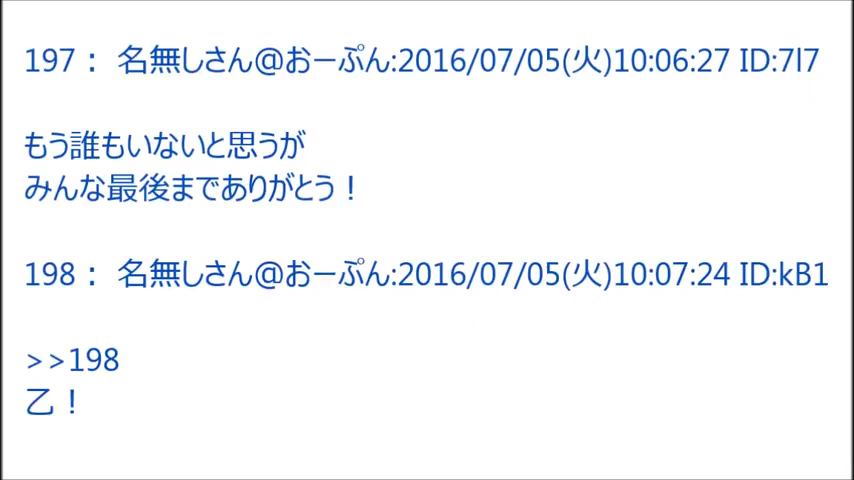 197： 名無しさん＠おーぷん:2016/07/05(火)10:06:27 ID:7l7
もう誰もいないと思うが
みんな最後までありがとう！
198： 名無しさん＠おーぷん:2016/07/05(火)10:07:24 ID:kB1
>>198
乙！